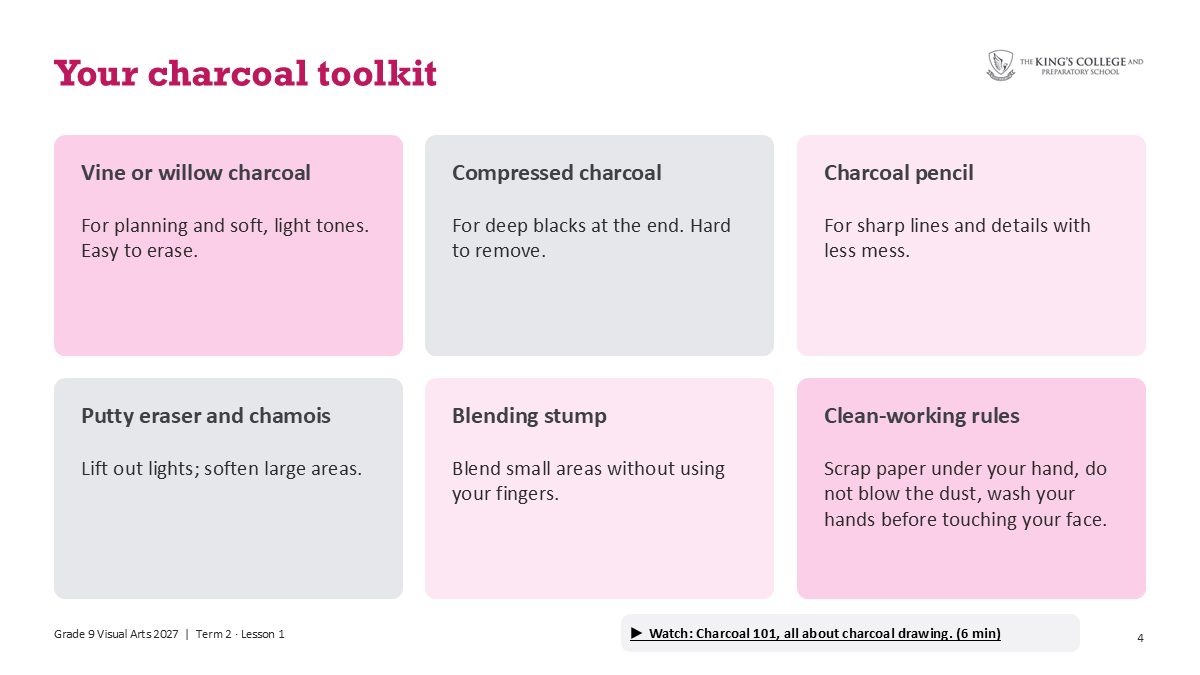 Your charcoal toolkit
THE KING'S COLLEGE AND
PREPARATORY SCHOOL
Vine or willow charcoal
For planning and soft, light tones.
Easy to erase.
Compressed charcoal
For deep blacks at the end. Hard
to remove.
Charcoal pencil
For sharp lines and details with
less mess.
Putty eraser and chamois
Lift out lights; soften large areas.
Blending stump
Blend small areas without using
your fingers.
Clean-working rules
Scrap paper under your hand, do
not blow the dust, wash your
hands before touching your face.
Grade 9 Visual Arts 2027 | Term 2 · Lesson 1
▶ Watch: Charcoal 101, all about charcoal drawing. (6 min)
4